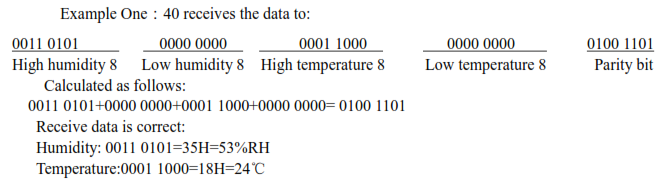 Example One：40 receives the data to:
0011 0101 0000 0000 0001 1000 0000 0000 0100 1101
High humidity 8 Low humidity 8 High temperature 8 Low temperature 8 Parity bit
Calculated as follows:
0011 0101+0000 0000+0001 1000+0000 0000= 0100 1101
Receive data is correct:
Humidity: 0011 0101=35H=53%RH
Temperature:0001 1000=18H=24℃